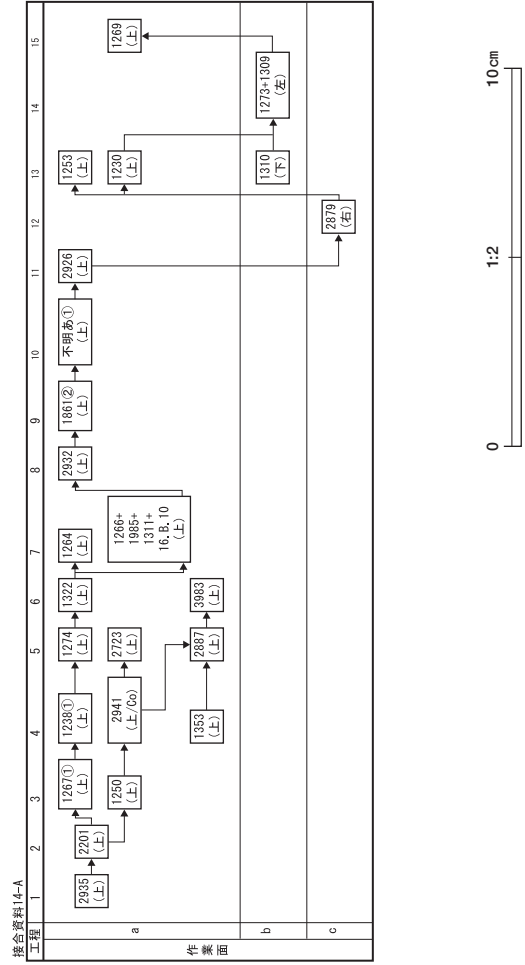 接合資料14-A
工程
1
2
3
4
5
6
7
8
9
10
11
12
13
14
15
作業面
a
b
c
2935
(上)
2201
(上)
1267①
(上)
1238①
(上)
1274
(上)
1322
(上)
1264
(上)
2932
(上)
1861②
(上)
不明あ①
(上)
2926
(上)
1253
(上)
1250
(上)
2941
(上/Co)
2723
(上)
1266+
1985+
1311+
16.B.10
(上)
1230
(上)
1269
(上)
1353
(上)
2887
(上)
3983
(上)
1310
(下)
1273+1309
(左)
2879
(右)
0
1:2
10cm